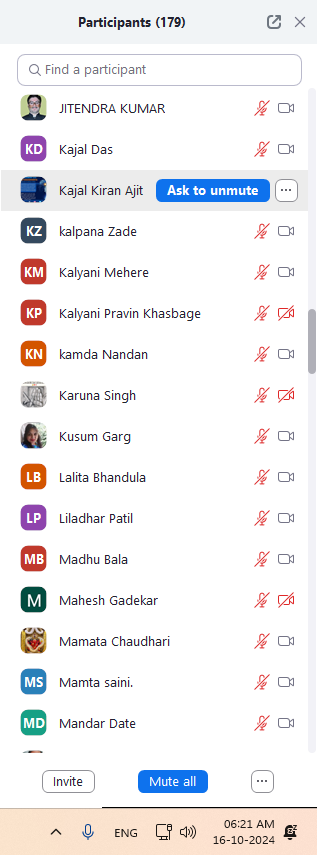 Participants (179)
Find a participant
JITENDRA KUMAR
KD Kajal Das
Kajal Kiran Ajit Ask to unmute ...
KZ kalpana Zade
KM Kalyani Mehere
KP Kalyani Pravin Khasbage
KN kamda Nandan
Karuna Singh
Kusum Garg
LB Lalita Bhandula
LP Liladhar Patil
MB Madhu Bala
M Mahesh Gadekar
Mamata Chaudhari
MS Mamta saini.
MD Mandar Date
Invite Mute all ...
ENG 06:21 AM
16-10-2024